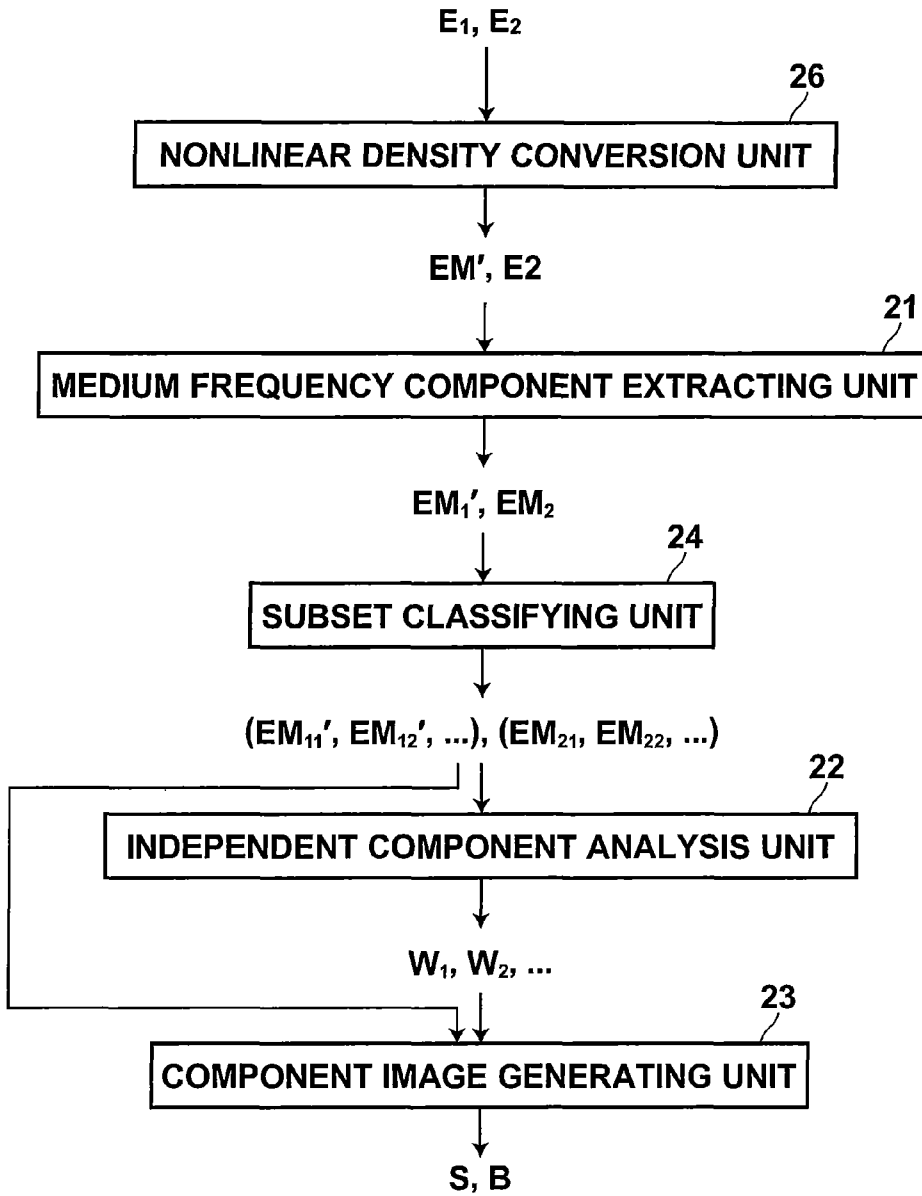 E₁, E₂
26
NONLINEAR DENSITY CONVERSION UNIT
EM′, E2
21
MEDIUM FREQUENCY COMPONENT EXTRACTING UNIT
EM₁′, EM₂
24
SUBSET CLASSIFYING UNIT
(EM₁₁′, EM₁₂′, ...), (EM₂₁, EM₂₂, ...)
22
INDEPENDENT COMPONENT ANALYSIS UNIT
W₁, W₂, ...
23
COMPONENT IMAGE GENERATING UNIT
S, B